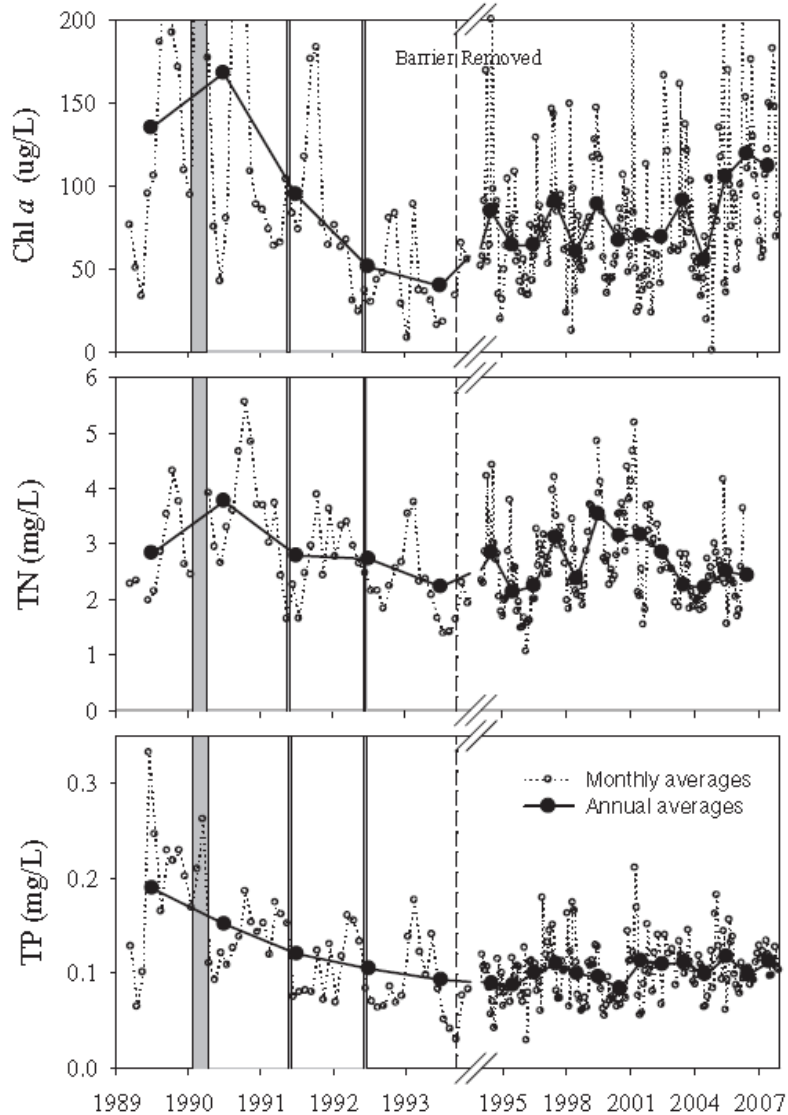 200
150
100
50
0
Chl a (ug/L)
Barrier Removed
6
5
4
3
2
1
0
TN (mg/L)
0.3
0.2
0.1
0.0
TP (mg/L)
Monthly averages
Annual averages
1989 1990 1991 1992 1993 1995 1998 2001 2004 2007